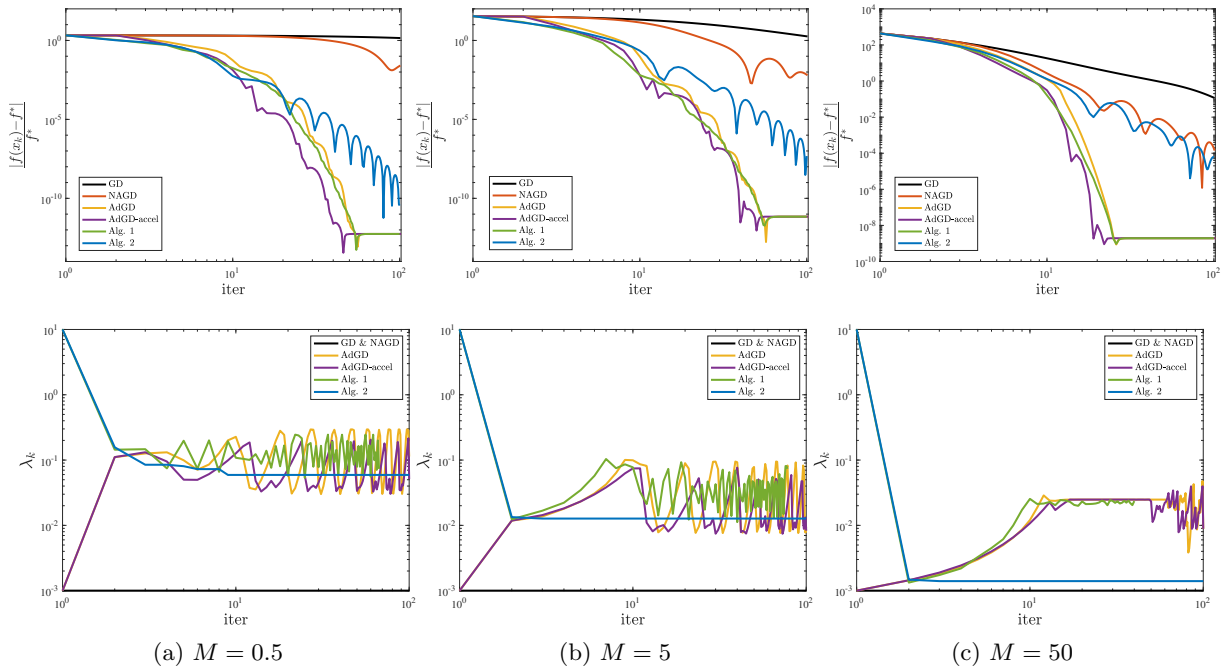 10^0
10^-5
10^-10
|f(x_k)-f*|
f*
GD
NAGD
AdGD
AdGD-accel
Alg. 1
Alg. 2
10^0
10^1
10^2
iter
10^0
10^-5
10^-10
|f(x_k)-f*|
f*
GD
NAGD
AdGD
AdGD-accel
Alg. 1
Alg. 2
10^0
10^1
10^2
iter
10^4
10^2
10^0
10^-2
10^-4
10^-6
10^-8
10^-9
|f(x_k)-f*|
f*
GD
NAGD
AdGD
AdGD-accel
Alg. 1
Alg. 2
10^0
10^1
10^2
iter
10^1
10^0
10^-1
10^-2
10^-3
λ_k
GD & NAGD
AdGD
AdGD-accel
Alg. 1
Alg. 2
10^0
10^1
10^2
iter
10^1
10^0
10^-1
10^-2
10^-3
λ_k
GD & NAGD
AdGD
AdGD-accel
Alg. 1
Alg. 2
10^0
10^1
10^2
iter
10^1
10^0
10^-1
10^-2
10^-3
λ_k
GD & NAGD
AdGD
AdGD-accel
Alg. 1
Alg. 2
10^0
10^1
10^2
iter
(a) M = 0.5
(b) M = 5
(c) M = 50